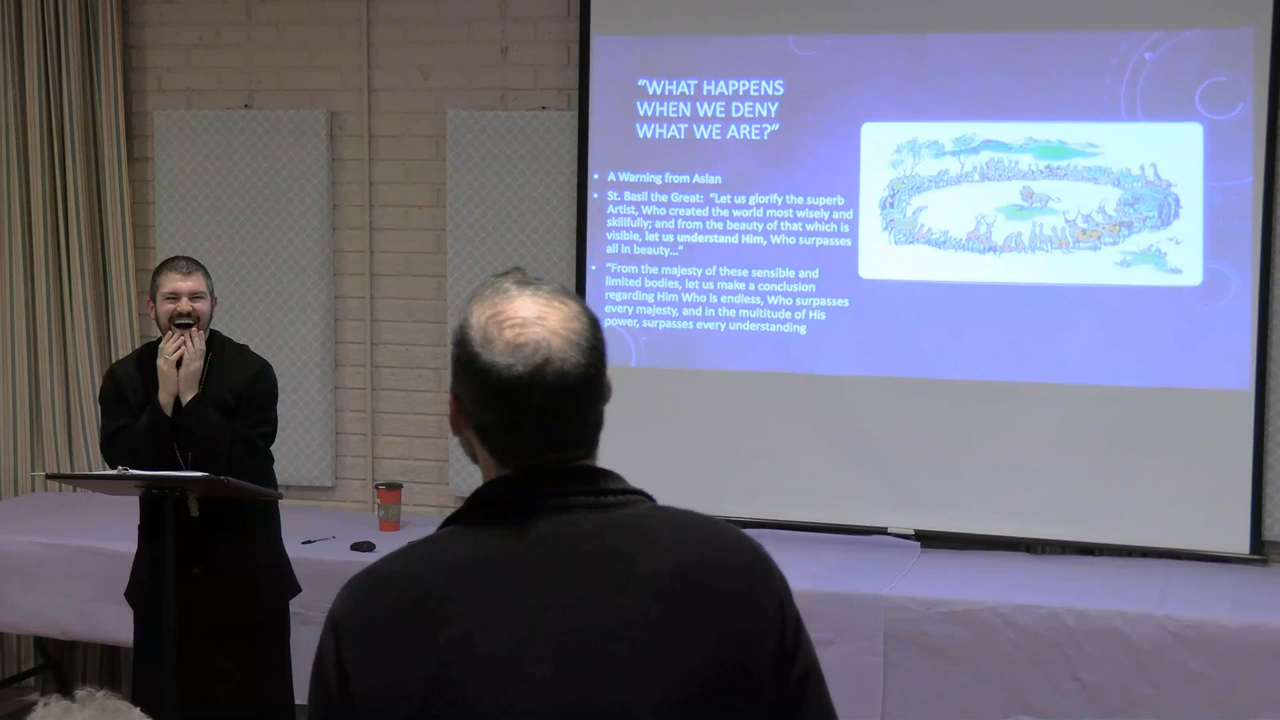 "WHAT HAPPENS
WHEN WE DENY
WHAT WE ARE?"
• A Warning from Aslan
• St. Basil the Great: "Let us glorify the superb
Artist, Who created the world most wisely and
skillfully; and from the beauty of that which is
visible, let us understand Him, Who surpasses
all in beauty..."
• "From the majesty of these sensible and
limited bodies, let us make a conclusion
regarding Him Who is endless, Who surpasses
every majesty, and in the multitude of His
power, surpasses every understanding